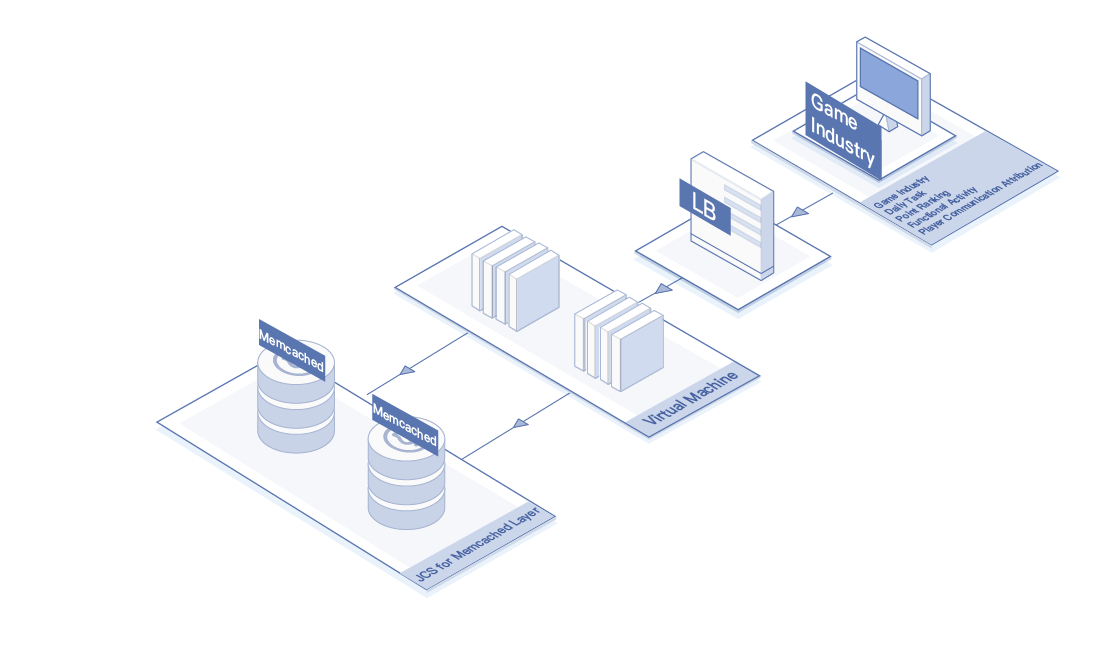 Game
Industry
Game Industry
Daily Task
Point Ranking
Functional Activity
Player Communication Attribution
LB
Virtual Machine
Memcached
Memcached
JCS for Memcached Layer